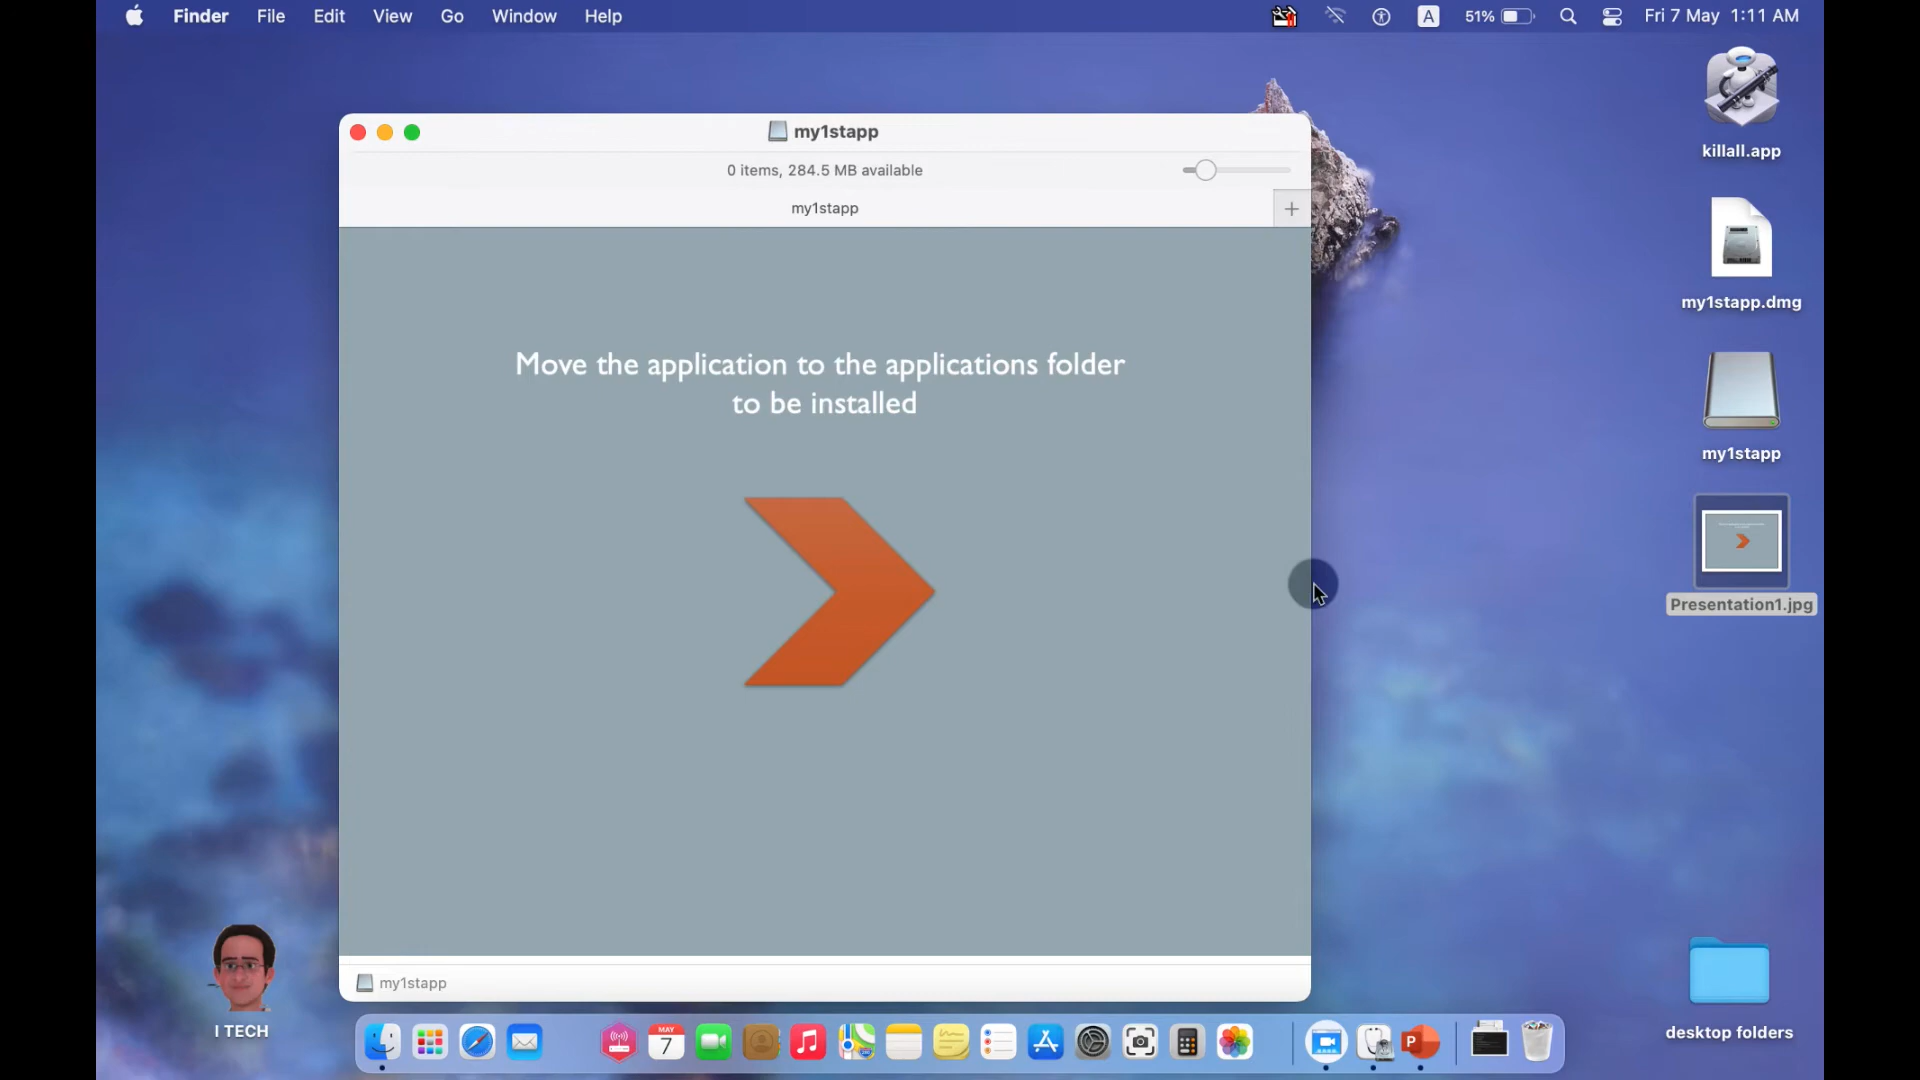 Finder File Edit View Go Window Help A 51% Fri 7 May 1:11 AM
my1stapp
0 items, 284.5 MB available
my1stapp
Move the application to the applications folder
to be installed
my1stapp
killall.app
my1stapp.dmg
my1stapp
Presentation1.jpg
I TECH
desktop folders
MAY
7
P